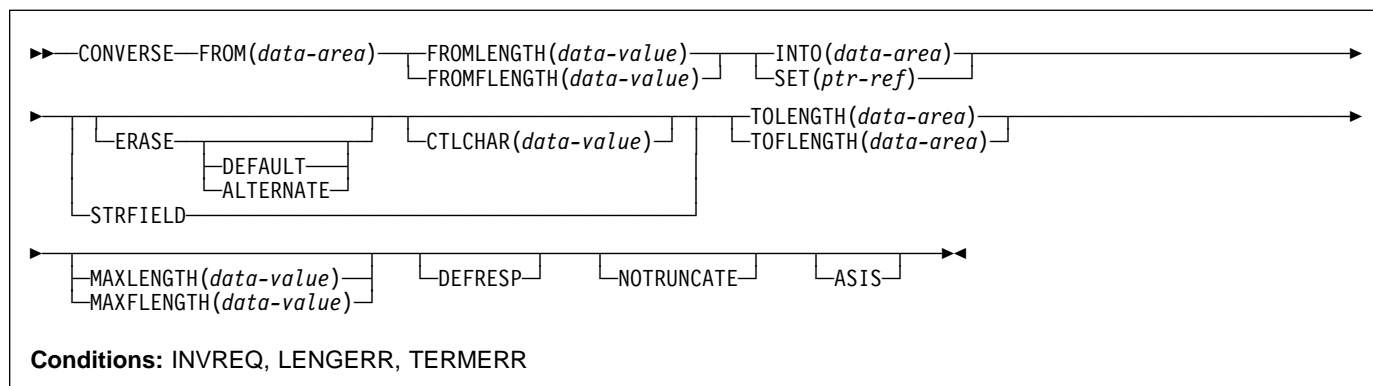 CONVERSE FROM(data-area) FROMLENGTH(data-value) INTO(data-area)
FROMFLENGTH(data-value) SET(ptr-ref)
TOLENGTH(data-area)
ERASE CTLCHAR(data-value) TOFLENGTH(data-area)
DEFAULT
ALTERNATE
STRFIELD
MAXLENGTH(data-value) DEFRESP NOTRUNCATE ASIS
MAXFLENGTH(data-value)
Conditions: INVREQ, LENGERR, TERMERR